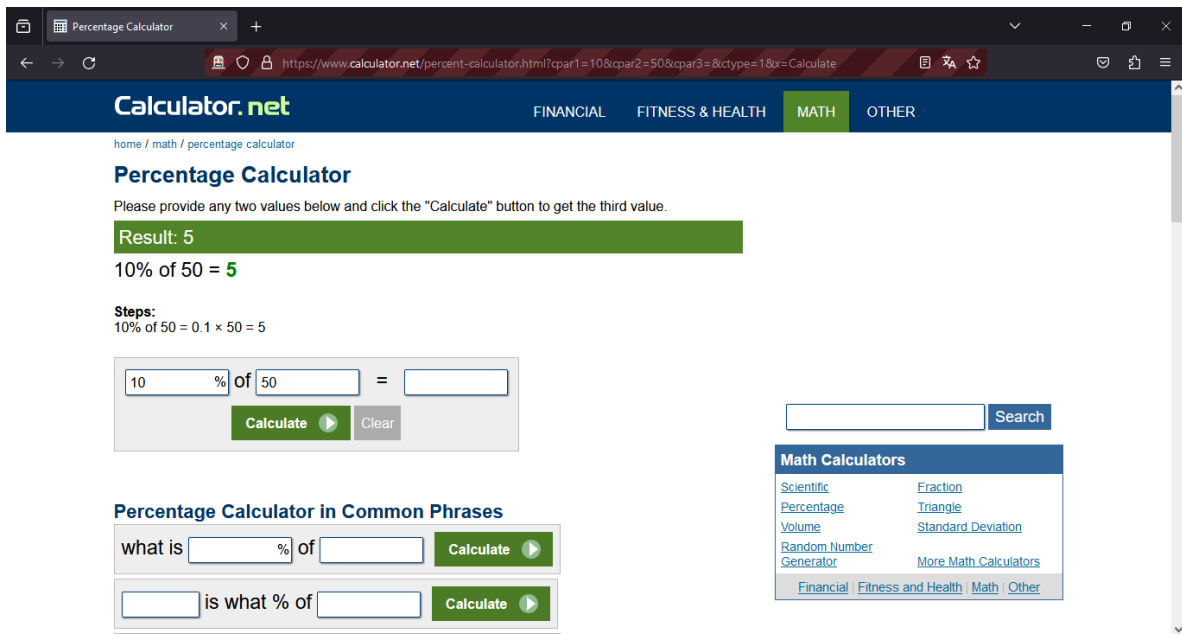 Percentage Calculator
https://www.calculator.net/percent-calculator.html?cpar1=10&cpar2=50&cpar3=&ctype=1&x=Calculate
Calculator.net
FINANCIAL FITNESS & HEALTH MATH OTHER
home / math / percentage calculator
Percentage Calculator
Please provide any two values below and click the "Calculate" button to get the third value.
Result: 5
10% of 50 = 5
Steps:
10% of 50 = 0.1 × 50 = 5
10 % of 50 =
Calculate Clear
Search
Math Calculators
Scientific Fraction
Percentage Triangle
Volume Standard Deviation
Random Number
Generator More Math Calculators
Financial | Fitness and Health | Math | Other
Percentage Calculator in Common Phrases
what is % of Calculate
is what % of Calculate